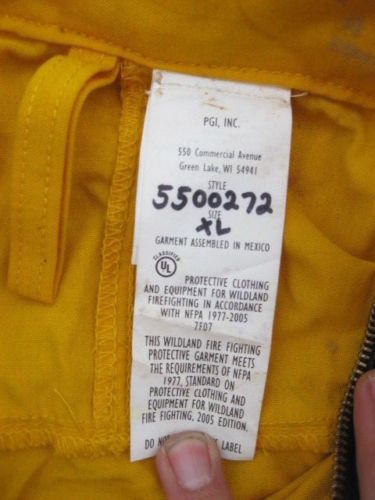 PGI, INC.
550 Commercial Avenue
Green Lake, WI 54941
STYLE
5500272
SIZE
XL
GARMENT ASSEMBLED IN MEXICO
CLASSIFIED
UL
PROTECTIVE CLOTHING
AND EQUIPMENT FOR WILDLAND
FIREFIGHTING IN ACCORDANCE
WITH NFPA 1977-2005
7F07
THIS WILDLAND FIRE FIGHTING
PROTECTIVE GARMENT MEETS
THE REQUIREMENTS OF NFPA
1977, STANDARD ON
PROTECTIVE CLOTHING AND
EQUIPMENT FOR WILDLAND
FIRE FIGHTING, 2005 EDITION.
DO NOT LABEL